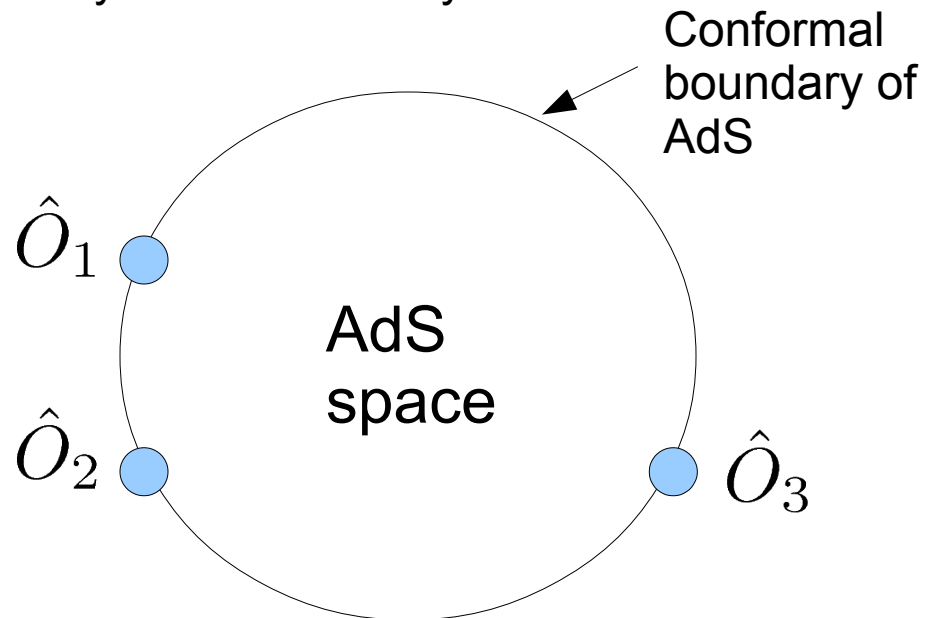 Conformal
boundary of
AdS
Ô₁
AdS
space
Ô₂
Ô₃